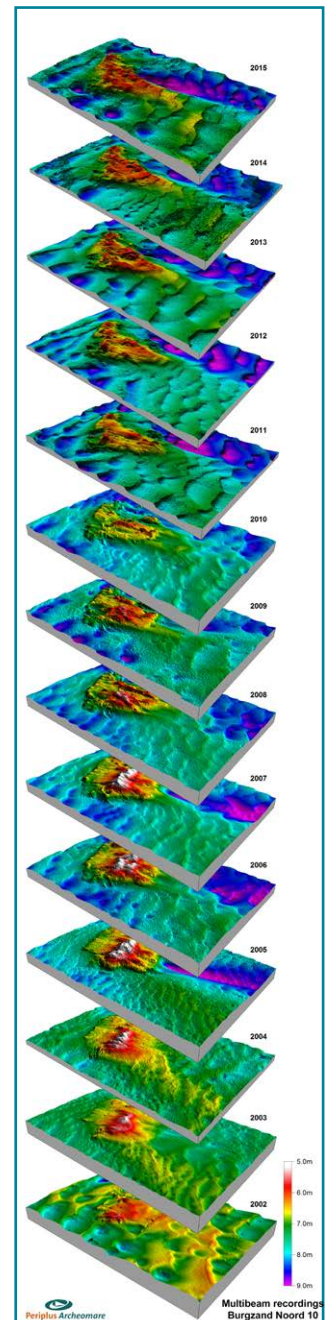 2015
2014
2013
2012
2011
2010
2009
2008
2007
2006
2005
2004
2003
2002
5.0m
6.0m
7.0m
8.0m
9.0m
Periplus Archeomare
Multibeam recordings
Burgzand Noord 10